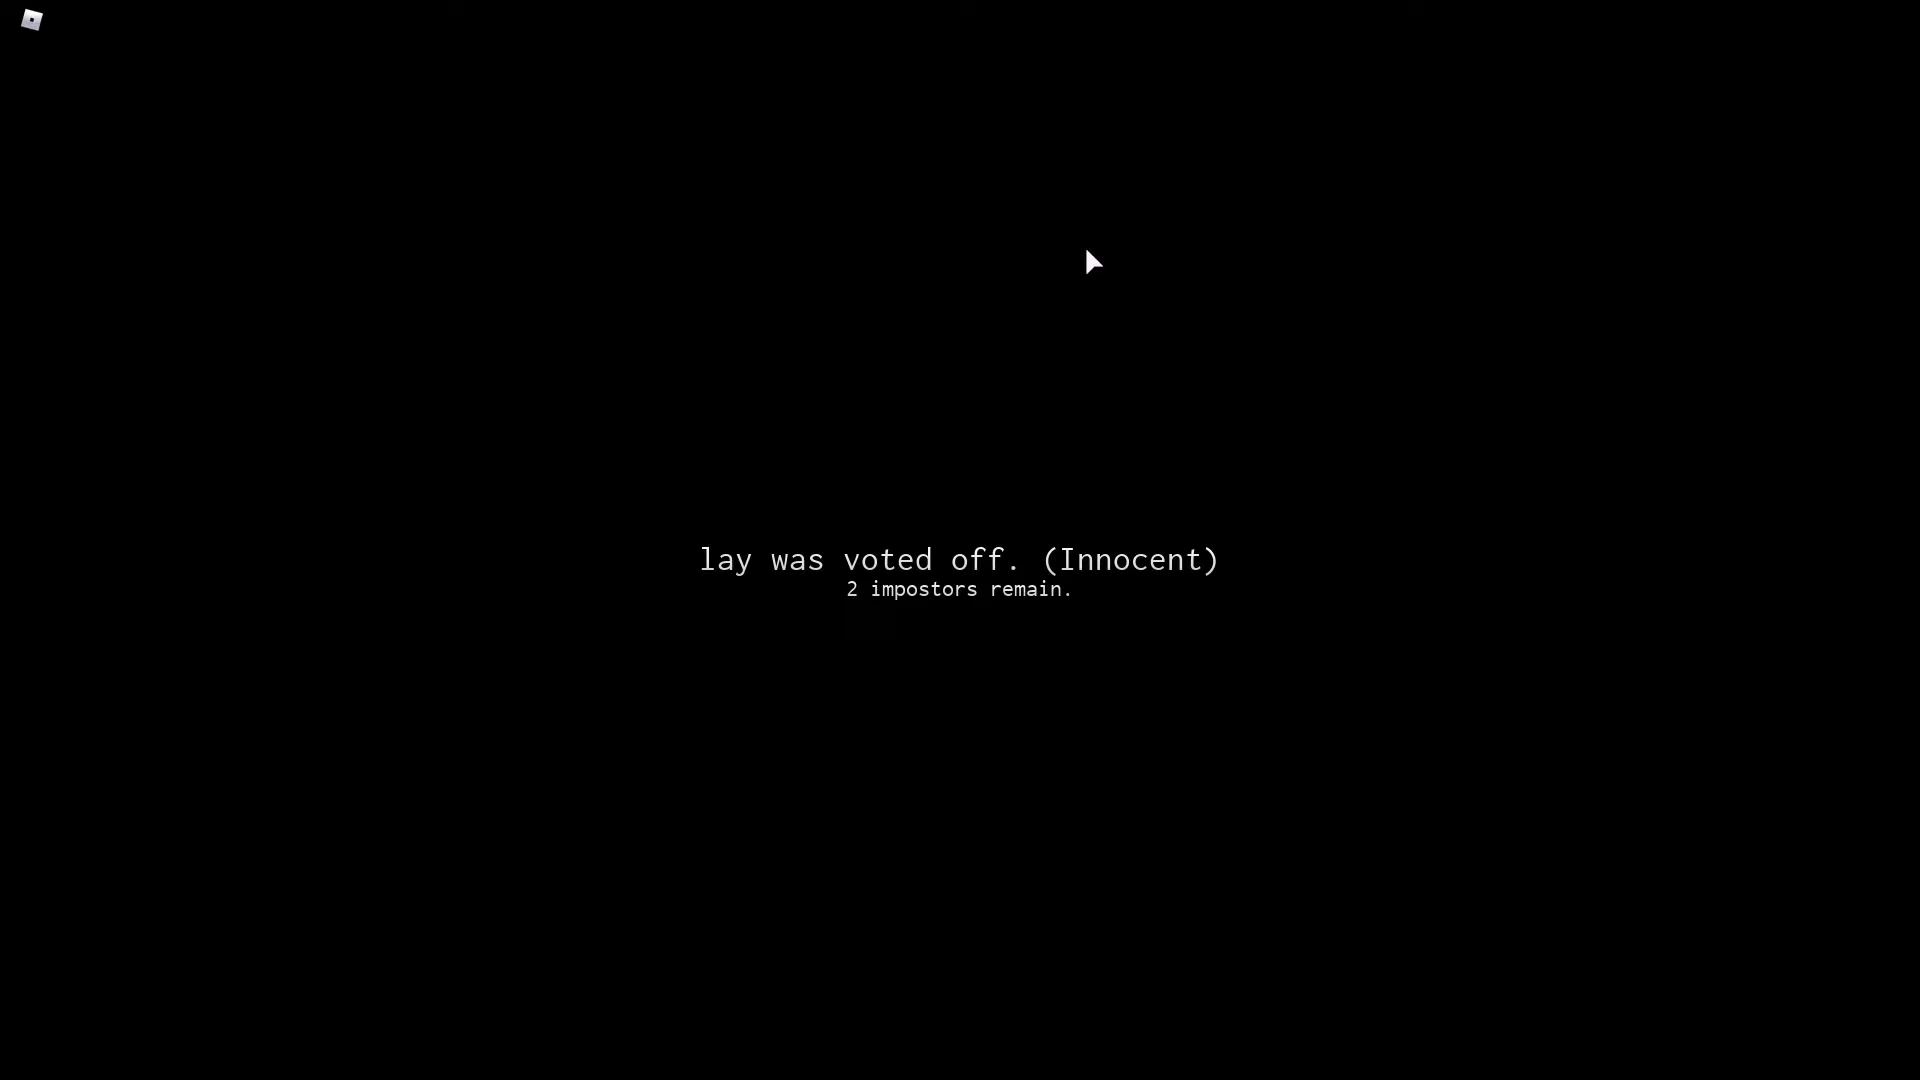 lay was voted off. (Innocent)
2 impostors remain.